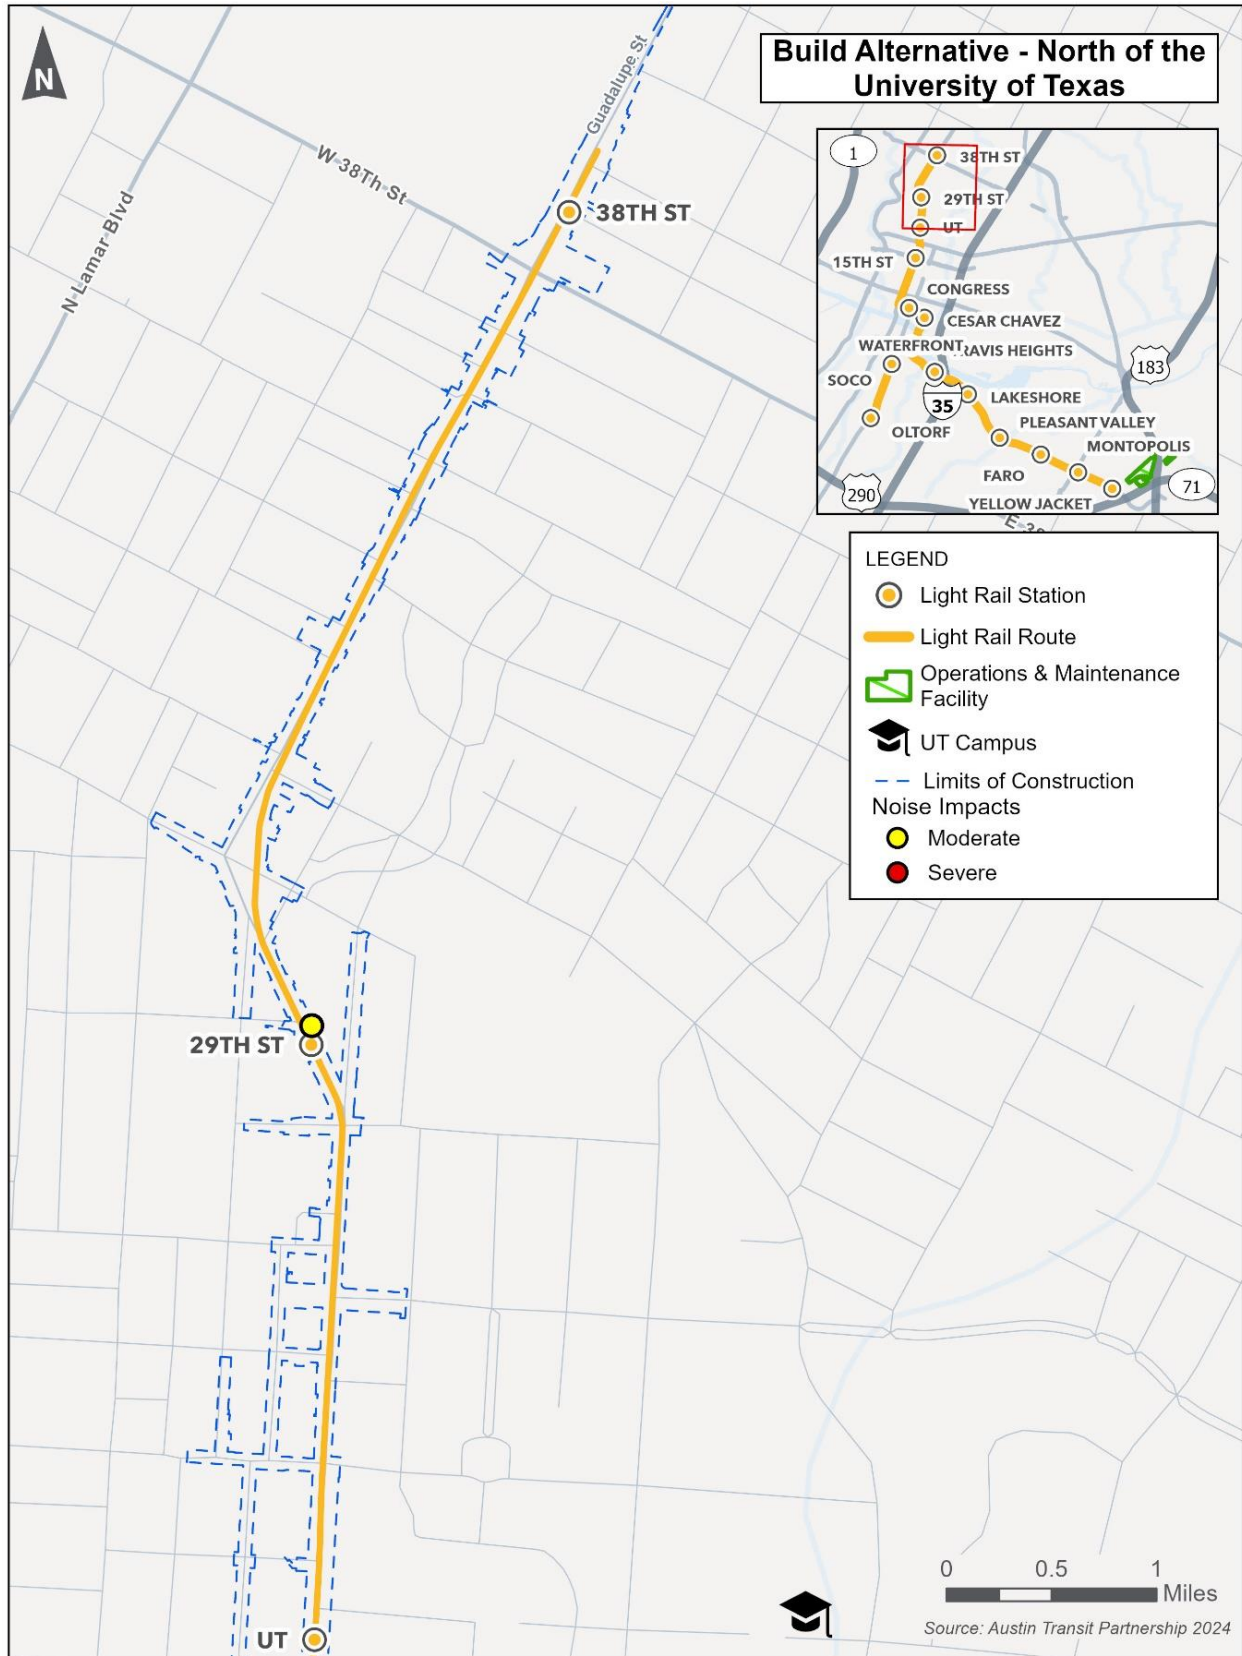 Build Alternative - North of the
University of Texas
N
Guadalupe St
W 38Th St
N Lamar Blvd
38TH ST
29TH ST
UT
1
38TH ST
29TH ST
UT
15TH ST
CONGRESS
CESAR CHAVEZ
WATERFRONT
TRAVIS HEIGHTS
183
SOCO
35
LAKESHORE
OLTORF
PLEASANT VALLEY
MONTOPOLIS
FARO
290
YELLOW JACKET
71
LEGEND
Light Rail Station
Light Rail Route
Operations & Maintenance
Facility
UT Campus
Limits of Construction
Noise Impacts
Moderate
Severe
0 0.5 1
Miles
Source: Austin Transit Partnership 2024